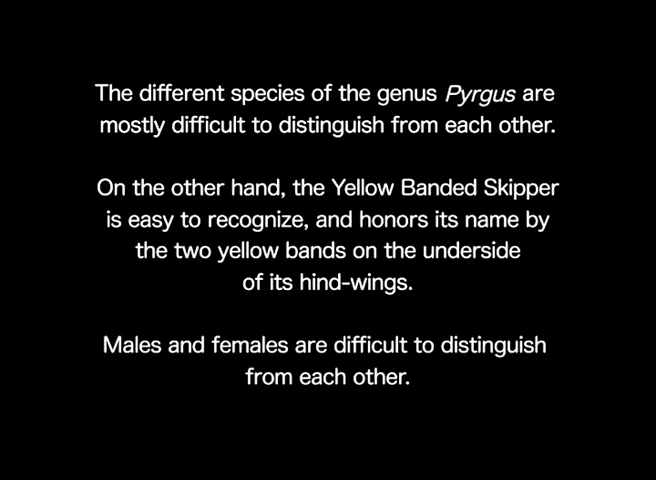 The different species of the genus Pyrgus are
mostly difficult to distinguish from each other.
On the other hand, the Yellow Banded Skipper
is easy to recognize, and honors its name by
the two yellow bands on the underside
of its hind-wings.
Males and females are difficult to distinguish
from each other.